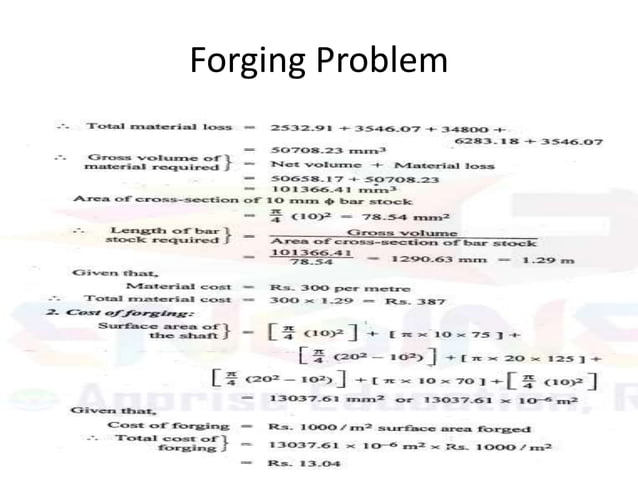 Forging Problem
∴ Total material loss = 2532.91 + 3546.07 + 34800 +
6283.18 + 3546.07
= 50708.23 mm³
∴ Gross volume of material required } = Net volume + Material loss
= 50658.17 + 50708.23
= 101366.41 mm³
Area of cross-section of 10 mm ϕ bar stock
= π/4 (10)² = 78.54 mm²
∴ Length of bar stock required } = Gross volume / Area of cross-section of bar stock
= 101366.41 / 78.54 = 1290.63 mm = 1.29 m
Given that,
Material cost = Rs. 300 per metre
∴ Total material cost = 300 × 1.29 = Rs. 387
2. Cost of forging:
Surface area of the shaft } = [π/4 (10)²] + [π × 10 × 75] +
[π/4 (20² − 10²)] + [π × 20 × 125] +
[π/4 (20² − 10²)] + [π × 10 × 70] + [π/4 (10)²]
= 13037.61 mm² or 13037.61 × 10⁻⁶ m²
Given that,
Cost of forging = Rs. 1000/m² surface area forged
∴ Total cost of forging } = 13037.61 × 10⁻⁶ m² × Rs. 1000/m²
= Rs. 13.04